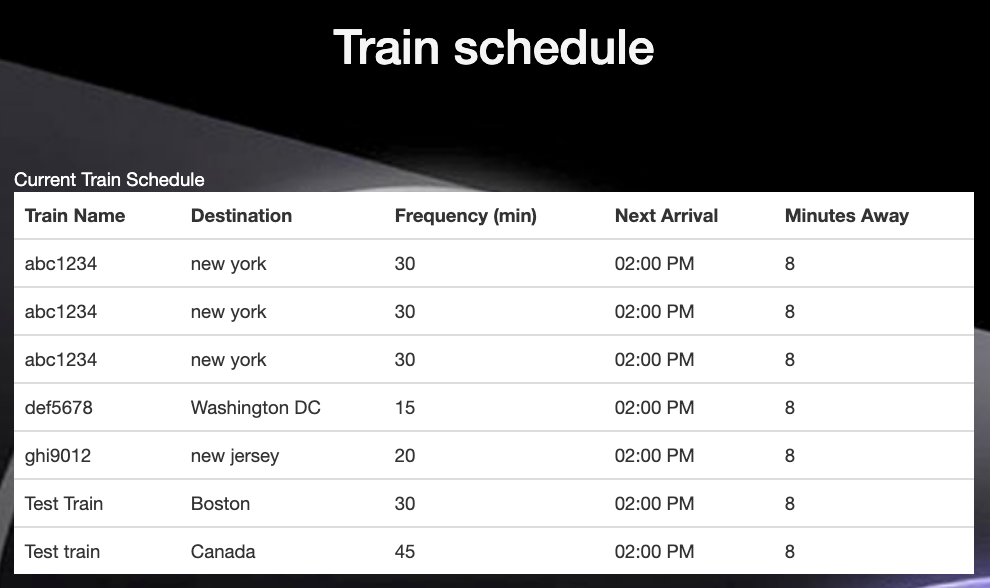 Train schedule
Current Train Schedule
Train Name Destination Frequency (min) Next Arrival Minutes Away
abc1234 new york 30 02:00 PM 8
abc1234 new york 30 02:00 PM 8
abc1234 new york 30 02:00 PM 8
def5678 Washington DC 15 02:00 PM 8
ghi9012 new jersey 20 02:00 PM 8
Test Train Boston 30 02:00 PM 8
Test train Canada 45 02:00 PM 8